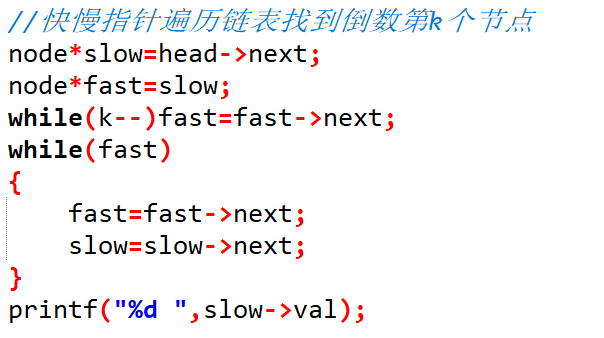 //快慢指针遍历链表找到倒数第k个节点
node*slow=head->next;
node*fast=slow;
while(k--)fast=fast->next;
while(fast)
{
    fast=fast->next;
    slow=slow->next;
}
printf("%d ",slow->val);